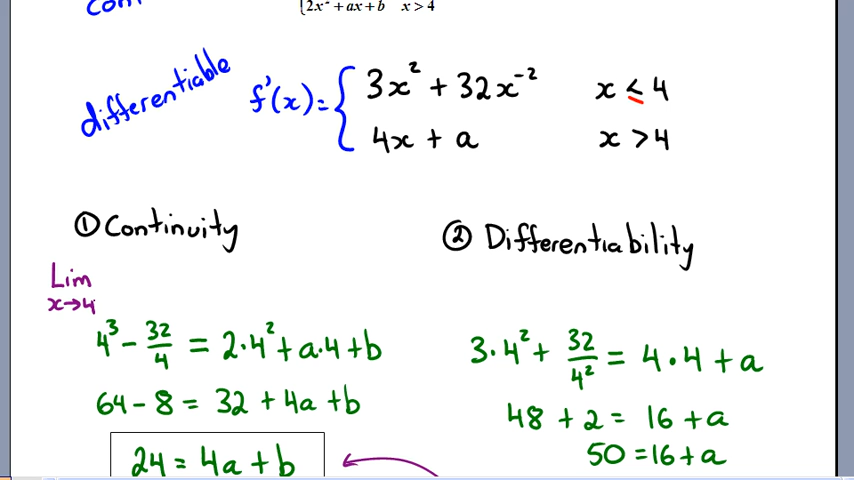 {2x² + ax + b x > 4
differentiable
f'(x) = { 3x² + 32x⁻² x ≤ 4
4x + a x > 4
① Continuity
② Differentiability
Lim
x→4
4³ - 32/4 = 2·4² + a·4 + b
64 - 8 = 32 + 4a + b
24 = 4a + b
3·4² + 32/4² = 4·4 + a
48 + 2 = 16 + a
50 = 16 + a